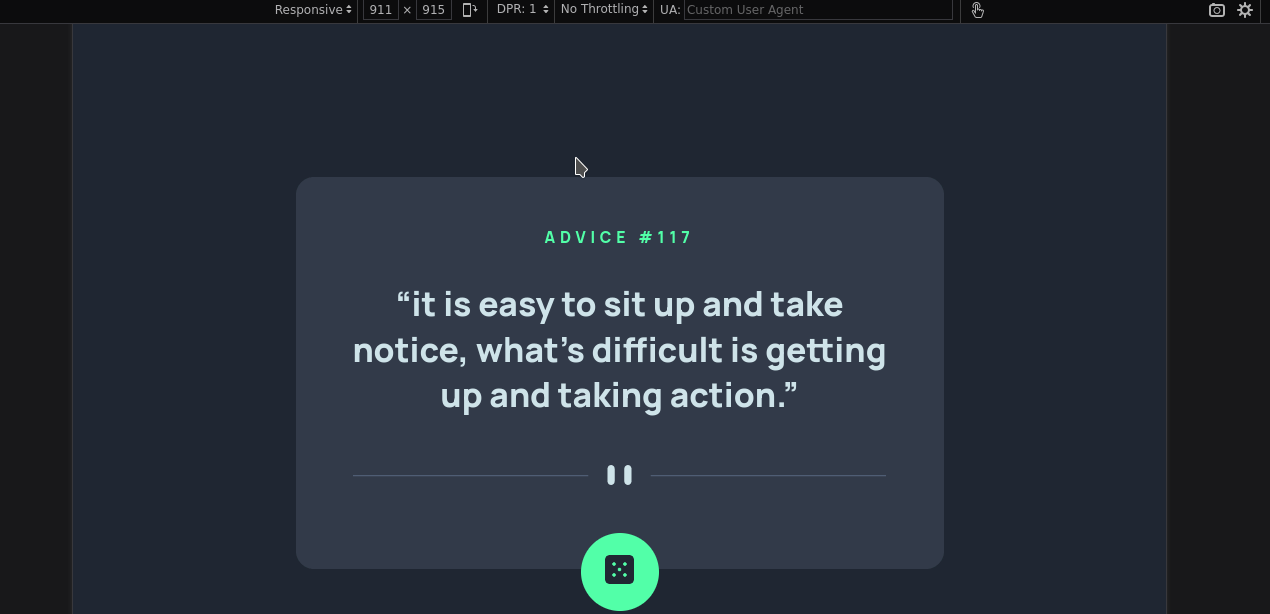 Responsive 911 × 915 DPR: 1 No Throttling UA: Custom User Agent
ADVICE #117
“it is easy to sit up and take
notice, what’s difficult is getting
up and taking action.”